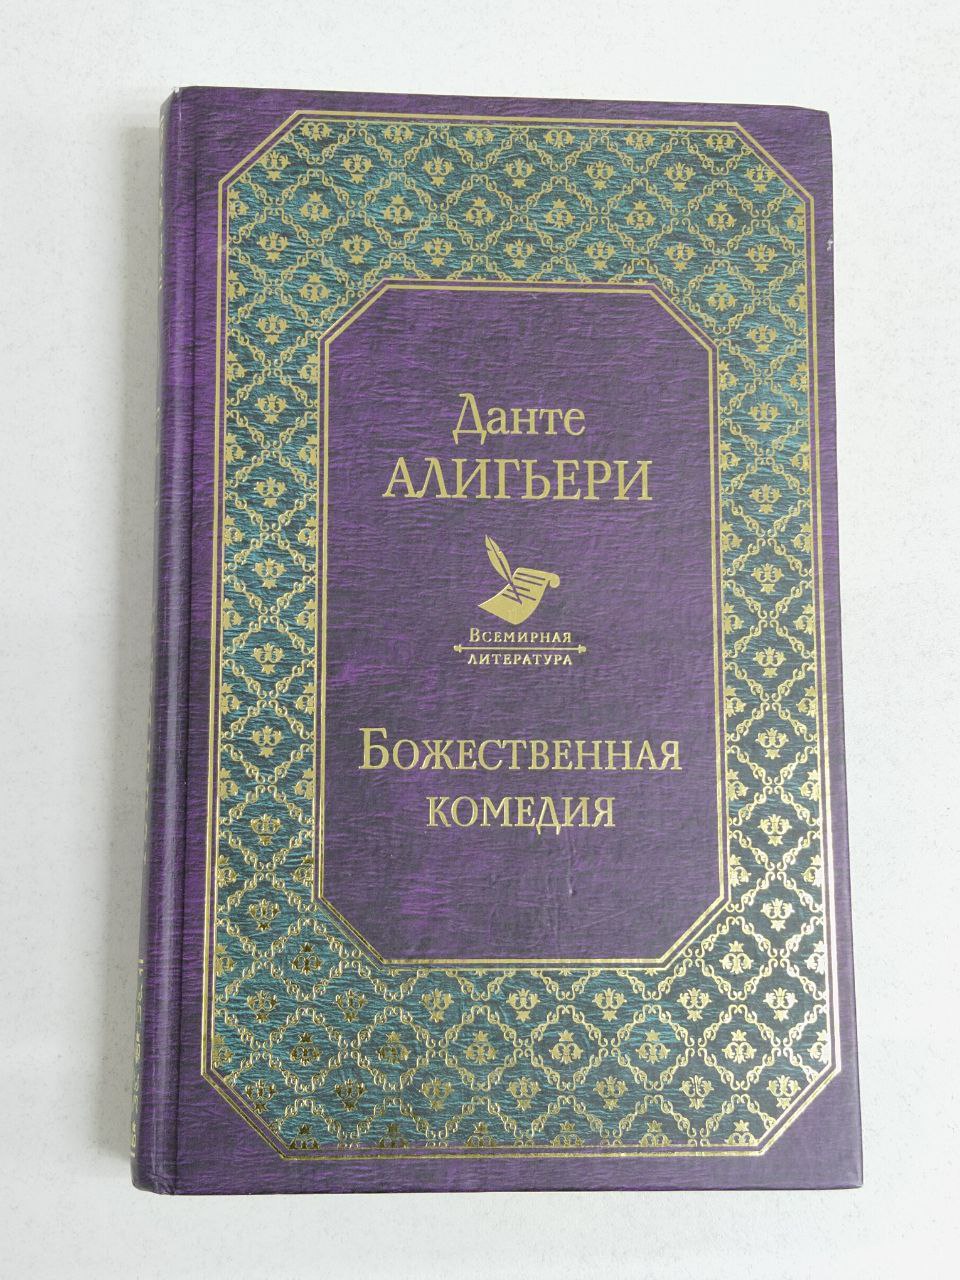 Данте
АЛИГЬЕРИ
Всемирная
ЛИТЕРАТУРА
Божественная
комедия